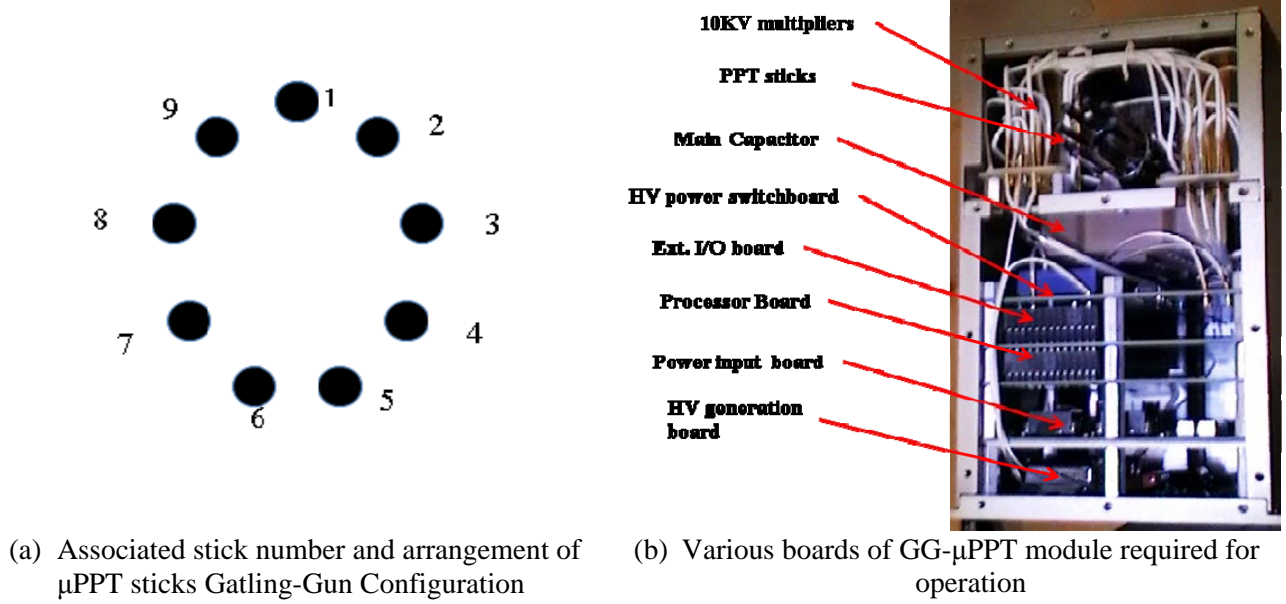 1
2
3
4
5
6
7
8
9
10KV multipliers
PPT sticks
Main Capacitor
HV power switchboard
Ext. I/O board
Processor Board
Power input board
HV generation
board
(a) Associated stick number and arrangement of
μPPT sticks Gatling-Gun Configuration
(b) Various boards of GG-μPPT module required for
operation